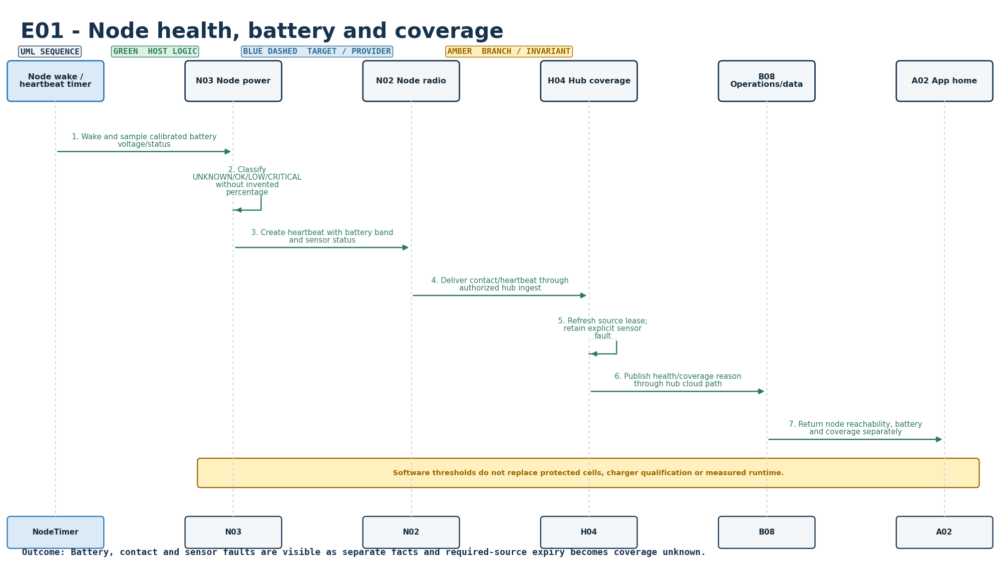 E01 - Node health, battery and coverage
UML SEQUENCE
GREEN  HOST LOGIC
BLUE DASHED  TARGET / PROVIDER
AMBER  BRANCH / INVARIANT
Node wake /
heartbeat timer
N03 Node power
N02 Node radio
H04 Hub coverage
B08
Operations/data
A02 App home
1. Wake and sample calibrated battery
voltage/status
2. Classify
UNKNOWN/OK/LOW/CRITICAL
without invented
percentage
3. Create heartbeat with battery band
and sensor status
4. Deliver contact/heartbeat through
authorized hub ingest
5. Refresh source lease;
retain explicit sensor
fault
6. Publish health/coverage reason
through hub cloud path
7. Return node reachability, battery
and coverage separately
Software thresholds do not replace protected cells, charger qualification or measured runtime.
NodeTimer
N03
N02
H04
B08
A02
Outcome: Battery, contact and sensor faults are visible as separate facts and required-source expiry becomes coverage unknown.